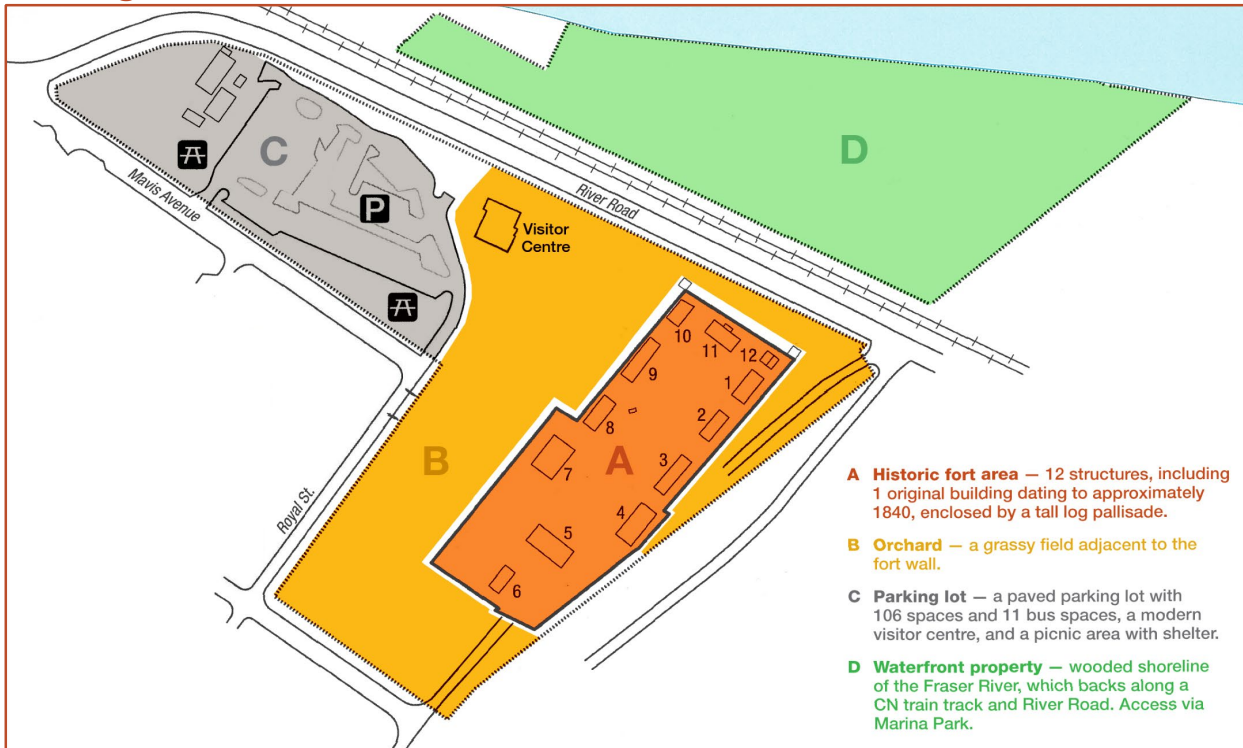 C
P
Mavis Avenue
River Road
D
Visitor
Centre
10
11
12
9
1
8
2
B
A
7
3
4
5
6
Royal St.
A Historic fort area — 12 structures, including
1 original building dating to approximately
1840, enclosed by a tall log pallisade.
B Orchard — a grassy field adjacent to the
fort wall.
C Parking lot — a paved parking lot with
106 spaces and 11 bus spaces, a modern
visitor centre, and a picnic area with shelter.
D Waterfront property — wooded shoreline
of the Fraser River, which backs along a
CN train track and River Road. Access via
Marina Park.